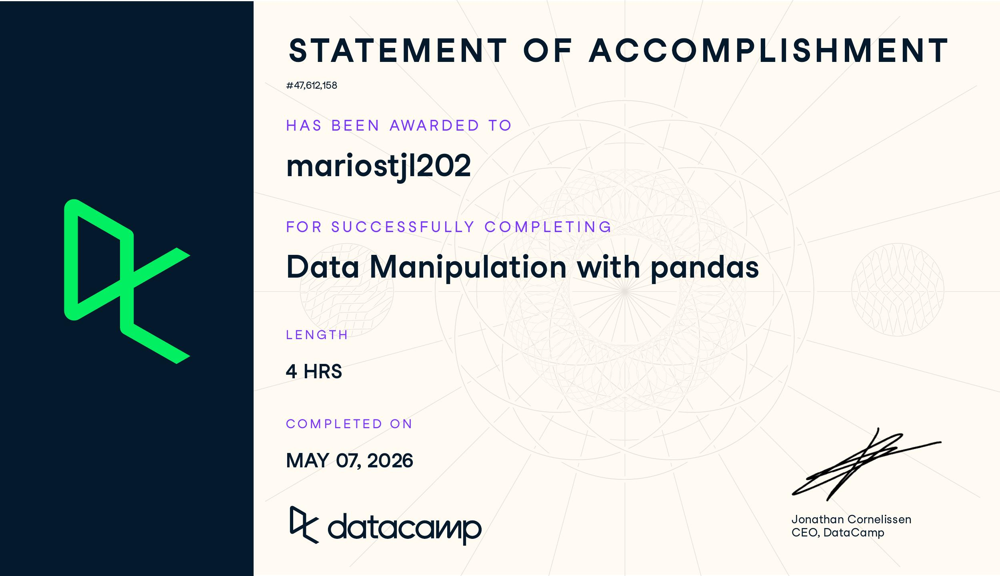 STATEMENT OF ACCOMPLISHMENT
#47,612,158
HAS BEEN AWARDED TO
mariostjl202
FOR SUCCESSFULLY COMPLETING
Data Manipulation with pandas
LENGTH
4 HRS
COMPLETED ON
MAY 07, 2026
datacamp
Jonathan Cornelissen
CEO, DataCamp